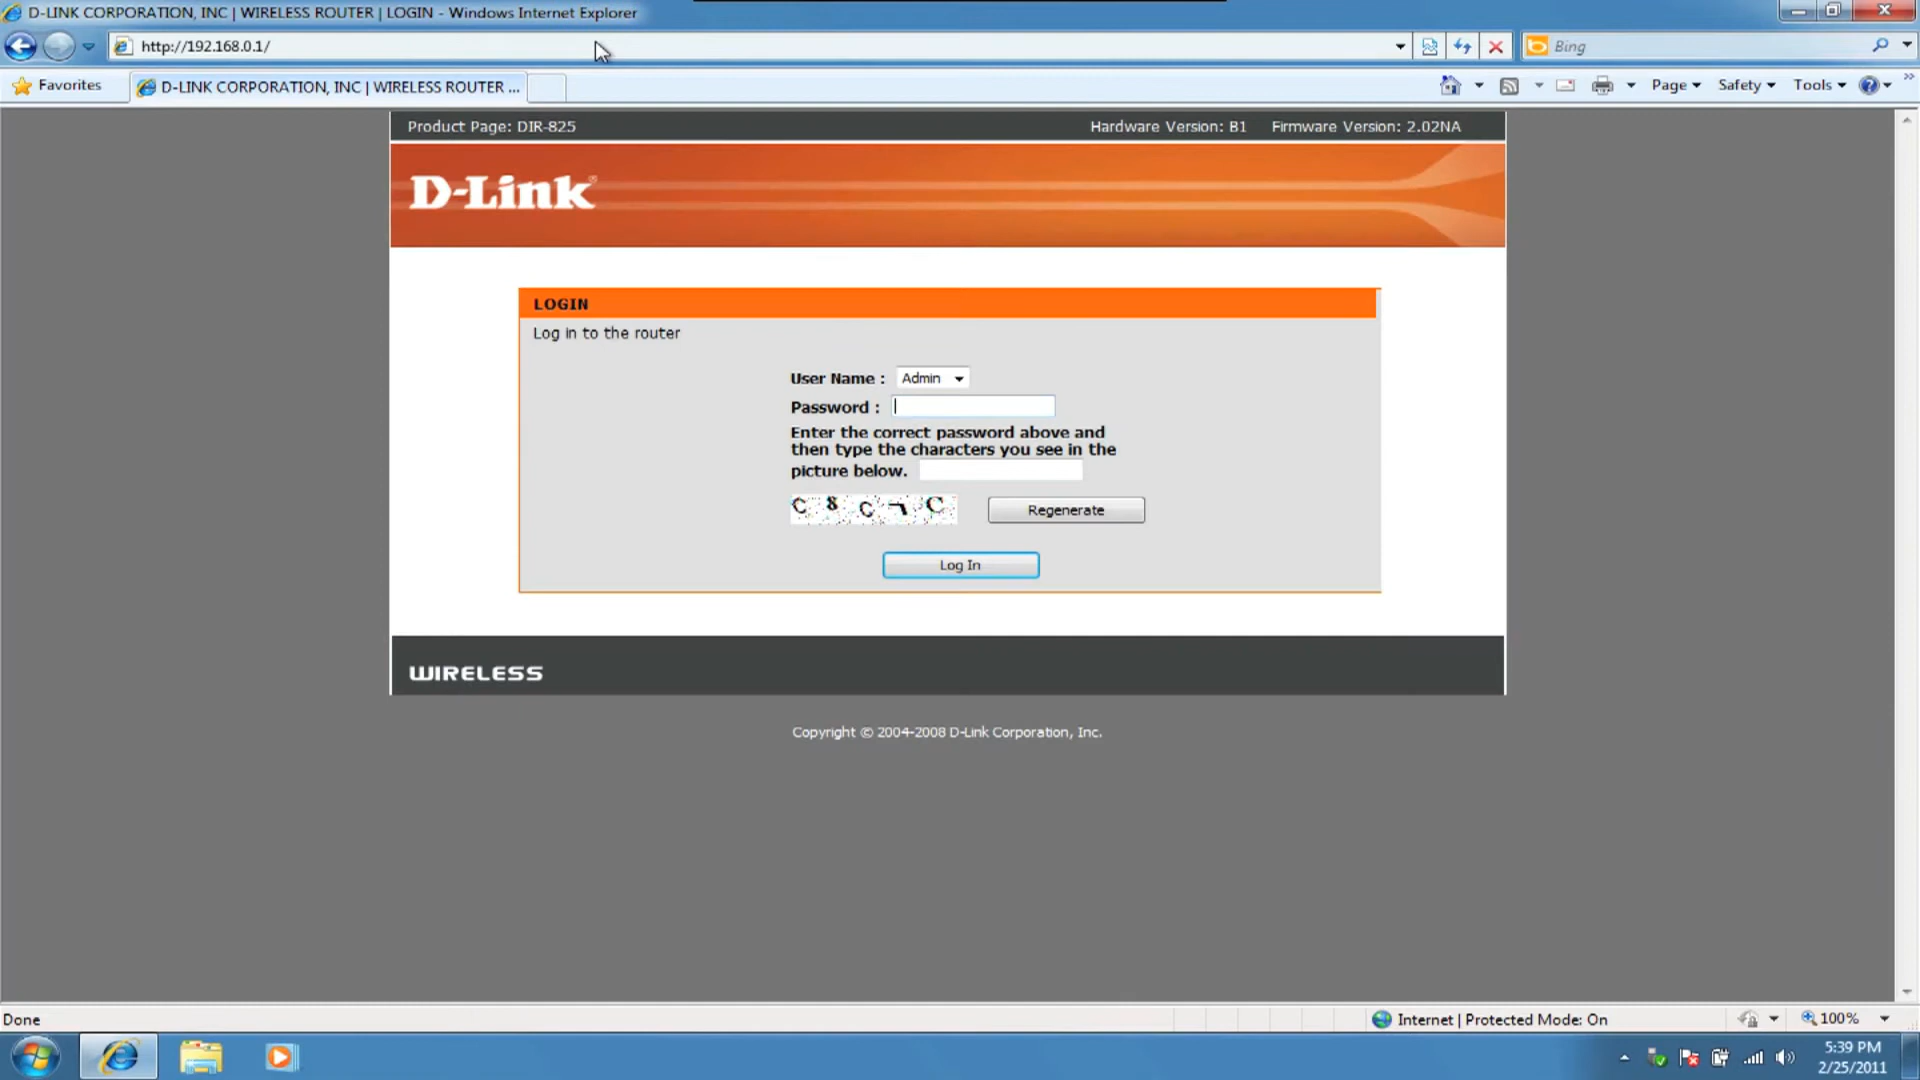 D-LINK CORPORATION, INC | WIRELESS ROUTER | LOGIN - Windows Internet Explorer
http://192.168.0.1/
Bing
Favorites
D-LINK CORPORATION, INC | WIRELESS ROUTER ...
Page
Safety
Tools
Product Page: DIR-825
Hardware Version: B1
Firmware Version: 2.02NA
D-Link®
LOGIN
Log in to the router
User Name :
Admin
Password :
Enter the correct password above and
then type the characters you see in the
picture below.
Regenerate
Log In
WIRELESS
Copyright © 2004-2008 D-Link Corporation, Inc.
Done
Internet | Protected Mode: On
100%
5:39 PM
2/25/2011